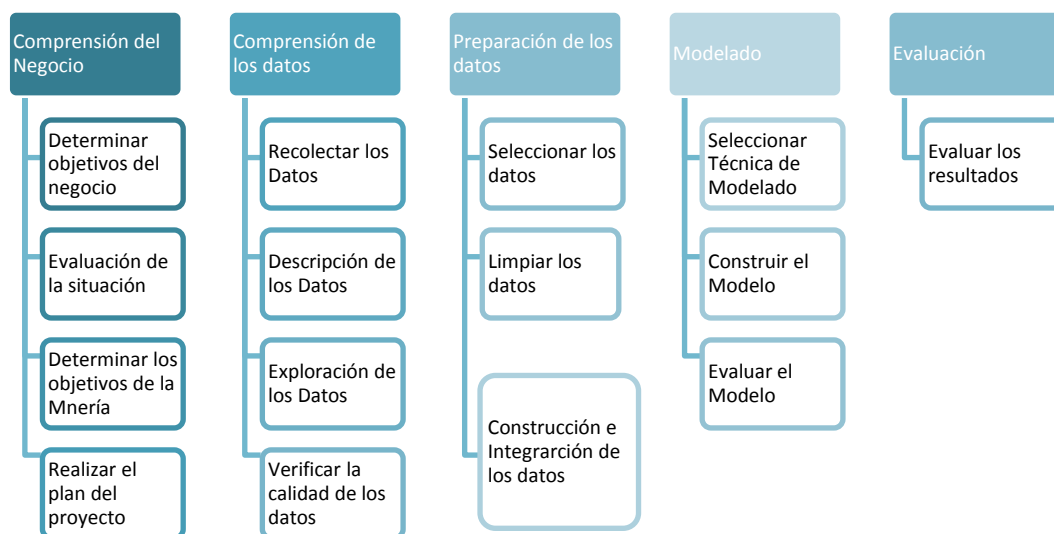 Comprensión del
Negocio
Determinar
objetivos del
negocio
Evaluación de
la situación
Determinar los
objetivos de la
Mnería
Realizar el
plan del
proyecto
Comprensión de
los datos
Recolectar los
Datos
Descripción de
los Datos
Exploración de
los Datos
Verificar la
calidad de los
datos
Preparación de los
datos
Seleccionar los
datos
Limpiar los
datos
Construcción e
Integrarción de
los datos
Modelado
Seleccionar
Técnica de
Modelado
Construir el
Modelo
Evaluar el
Modelo
Evaluación
Evaluar los
resultados